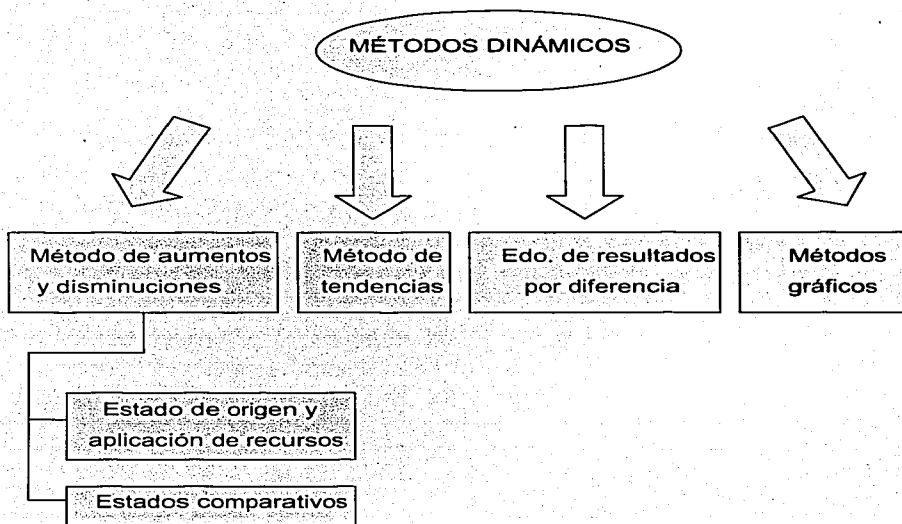 MÉTODOS DINÁMICOS
Método de aumentos
y disminuciones
Método de
tendencias
Edo. de resultados
por diferencia
Métodos
gráficos
Estado de origen y
aplicación de recursos
Estados comparativos